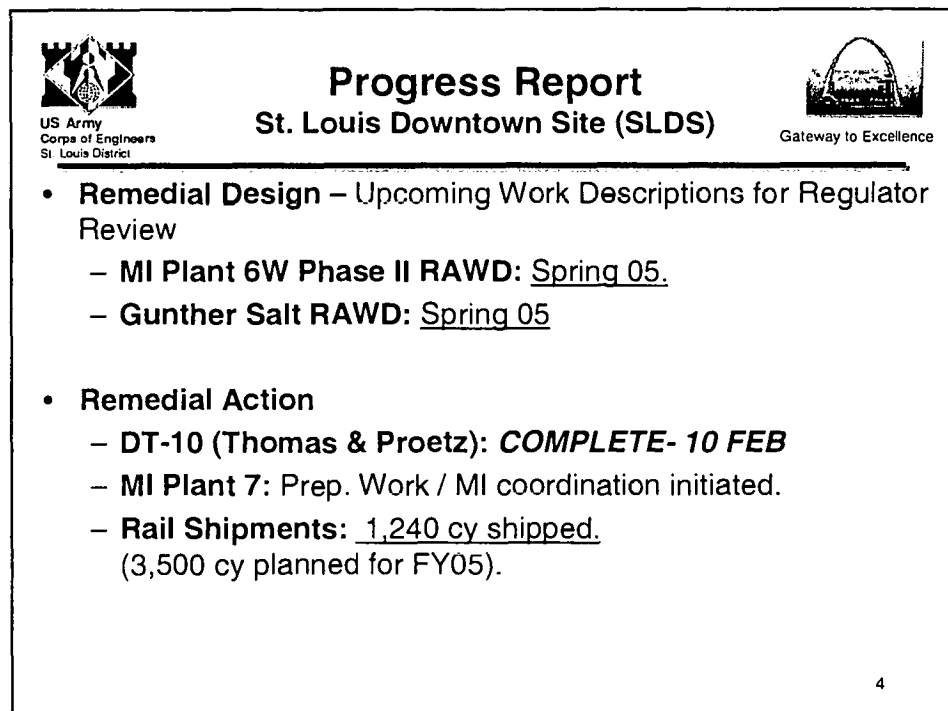 US Army
Corps of Engineers
St. Louis District
Progress Report
St. Louis Downtown Site (SLDS)
Gateway to Excellence
• Remedial Design – Upcoming Work Descriptions for Regulator
Review
– MI Plant 6W Phase II RAWD: Spring 05.
– Gunther Salt RAWD: Spring 05
• Remedial Action
– DT-10 (Thomas & Proetz): COMPLETE- 10 FEB
– MI Plant 7: Prep. Work / MI coordination initiated.
– Rail Shipments: 1,240 cy shipped.
(3,500 cy planned for FY05).
4